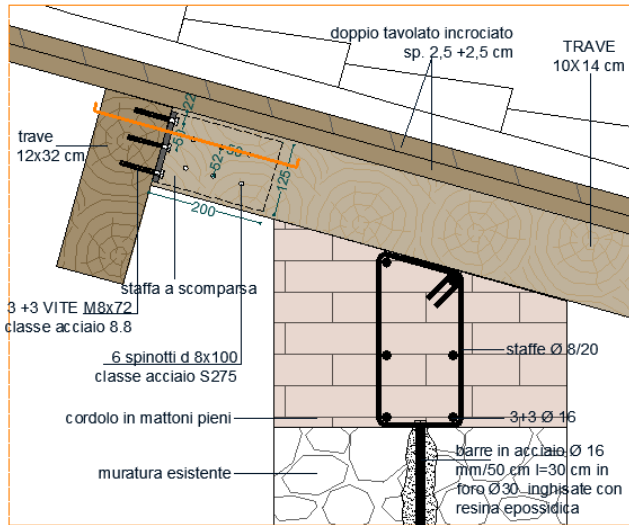 doppio tavolato incrociato
sp. 2,5 +2,5 cm
TRAVE
10X14 cm
trave
12x32 cm
22
50
52
125
200
staffa a scomparsa
3 +3 VITE M8x72
classe acciaio 8.8
6 spinotti d 8x100
classe acciaio S275
staffe Ø 8/20
cordolo in mattoni pieni
3+3 Ø 16
muratura esistente
barre in acciaio Ø 16
mm/50 cm l=30 cm in
foro Ø30 inghisate con
resina epossidica